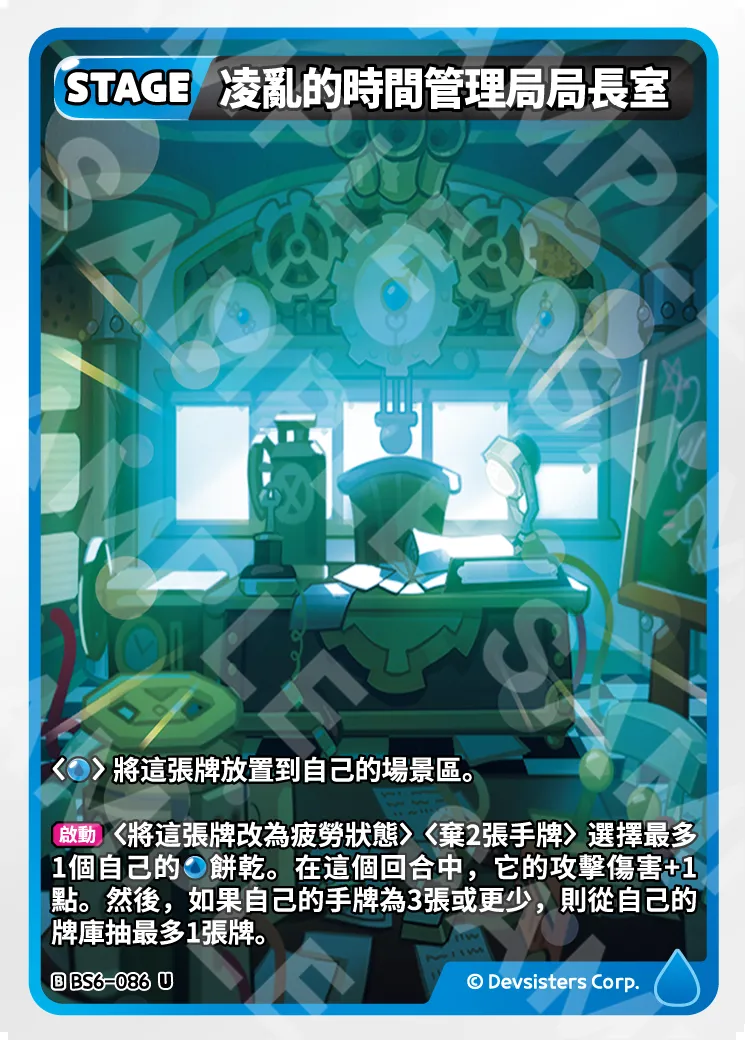 STAGE 凌亂的時間管理局局長室
〈〉將這張牌放置到自己的場景區。
啟動〈將這張牌改為疲勞狀態〉〈棄2張手牌〉選擇最多
1個自己的餅乾。在這個回合中，它的攻擊傷害+1
點。然後，如果自己的手牌為3張或更少，則從自己的
牌庫抽最多1張牌。
B BS6-086 U
© Devsisters Corp.
SAMPLE SAMPLE SAMPLE